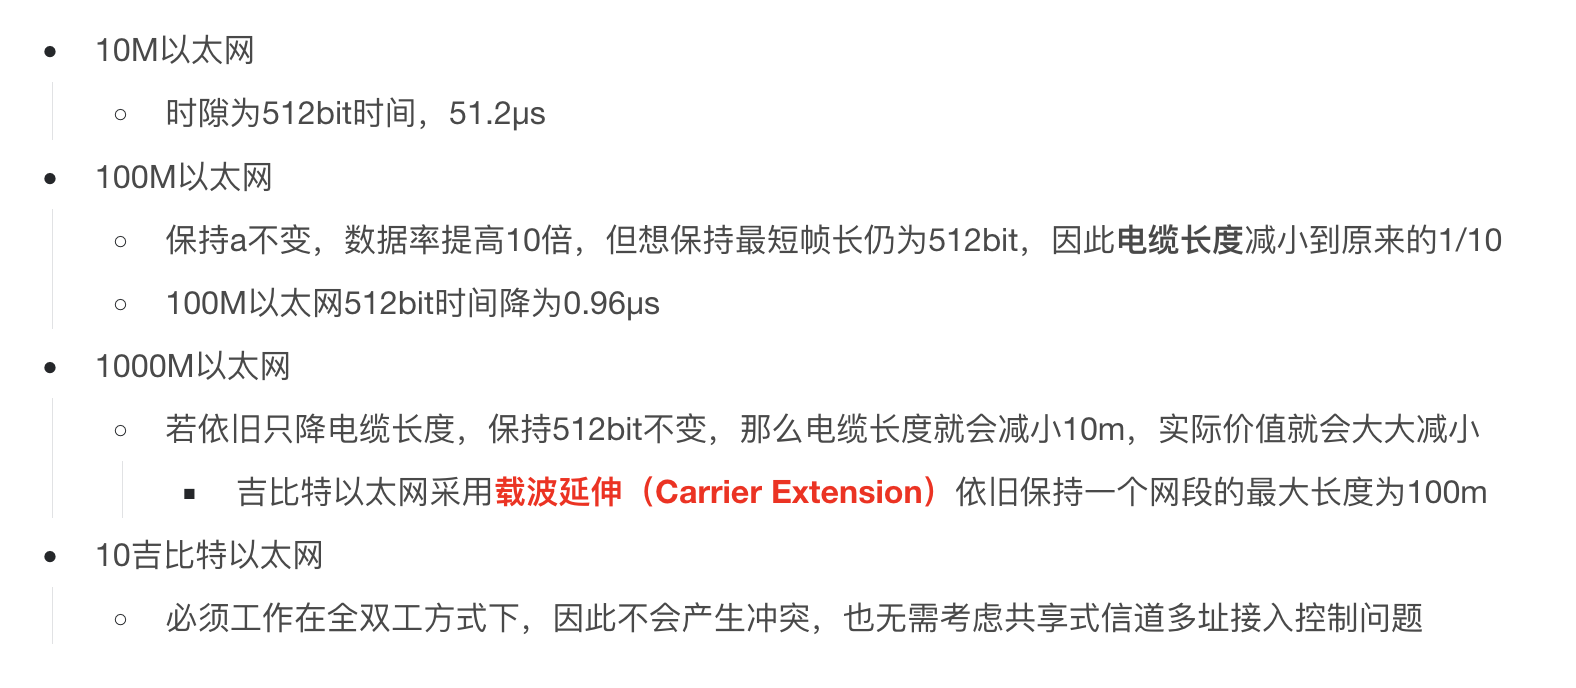 10M以太网
时隙为512bit时间，51.2μs
100M以太网
保持a不变，数据率提高10倍，但想保持最短帧长仍为512bit，因此电缆长度减小到原来的1/10
100M以太网512bit时间降为0.96μs
1000M以太网
若依旧只降电缆长度，保持512bit不变，那么电缆长度就会减小10m，实际价值就会大大减小
吉比特以太网采用载波延伸（Carrier Extension）依旧保持一个网段的最大长度为100m
10吉比特以太网
必须工作在全双工方式下，因此不会产生冲突，也无需考虑共享式信道多址接入控制问题